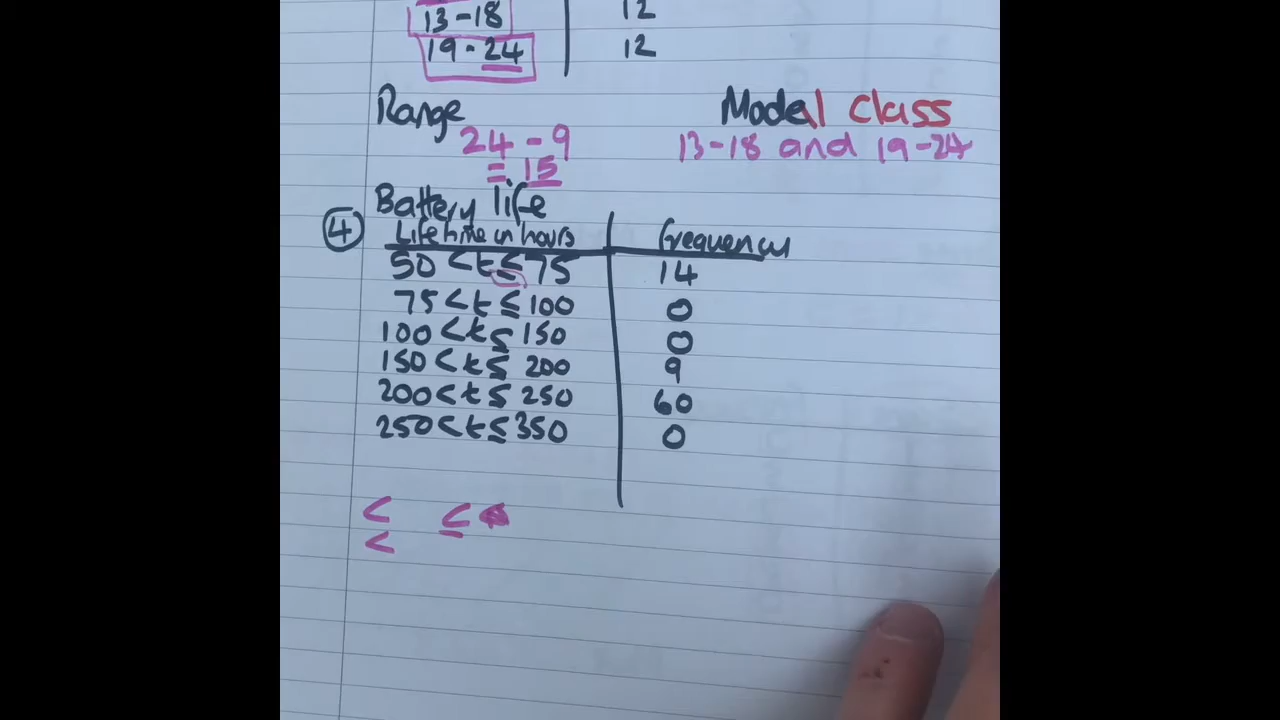 13-18 12
19-24 12
Range Modal Class
24-9 13-18 and 19-24
= 15
Battery life
④ Lifetime in hours frequency
50 < t ≤ 75 14
75 < t ≤ 100 0
100 < t ≤ 150 0
150 < t ≤ 200 9
200 < t ≤ 250 60
250 < t ≤ 350 0
< ≤
<